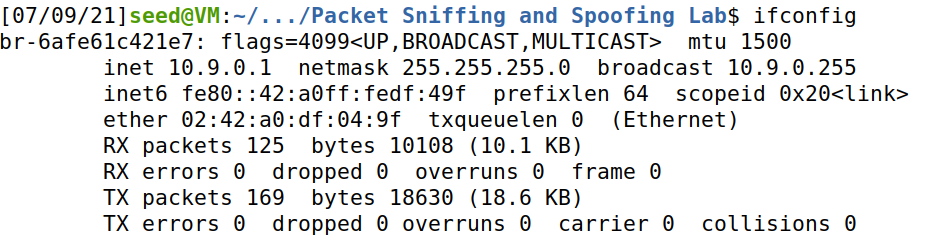 [07/09/21]seed@VM:~/.../Packet Sniffing and Spoofing Lab$ ifconfig
br-6afe61c421e7: flags=4099<UP,BROADCAST,MULTICAST>  mtu 1500
        inet 10.9.0.1  netmask 255.255.255.0  broadcast 10.9.0.255
        inet6 fe80::42:a0ff:fedf:49f  prefixlen 64  scopeid 0x20<link>
        ether 02:42:a0:df:04:9f  txqueuelen 0  (Ethernet)
        RX packets 125  bytes 10108 (10.1 KB)
        RX errors 0  dropped 0  overruns 0  frame 0
        TX packets 169  bytes 18630 (18.6 KB)
        TX errors 0  dropped 0 overruns 0  carrier 0  collisions 0